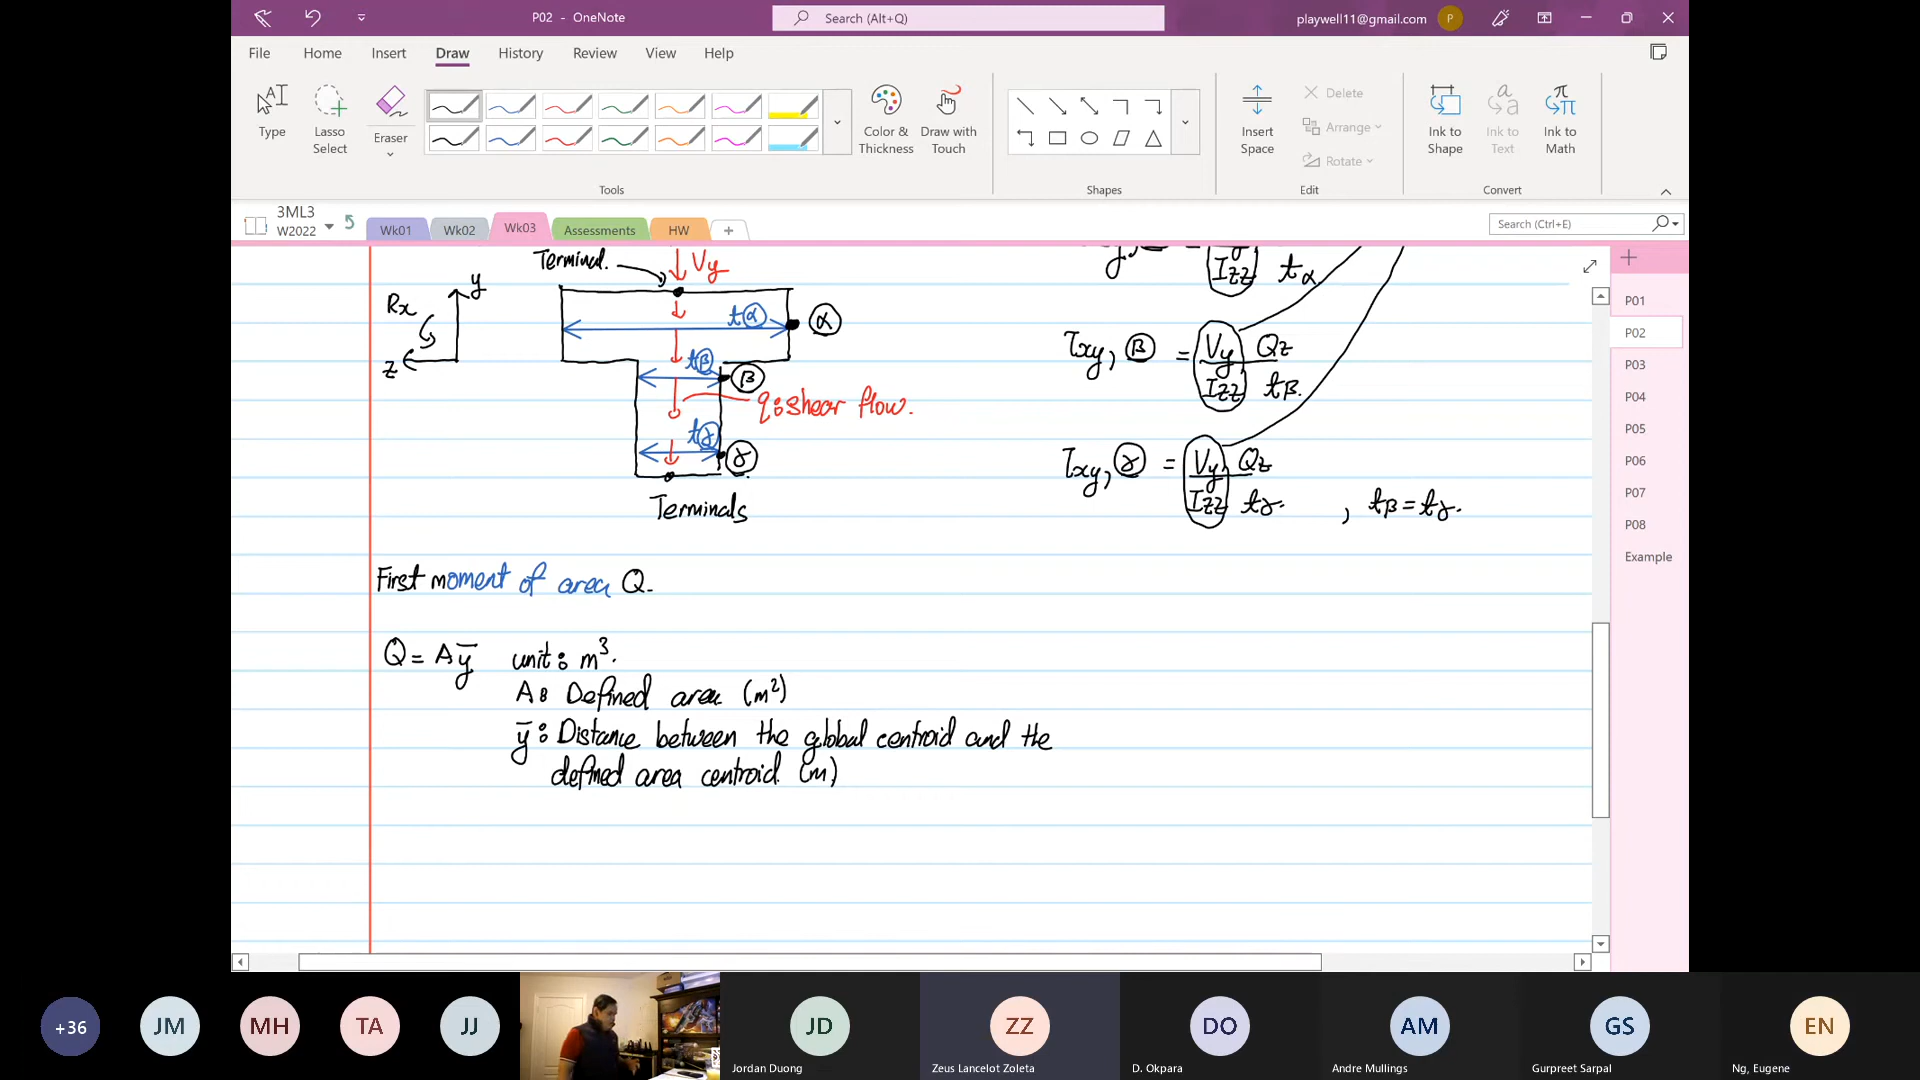 P02 - OneNote
Search (Alt+Q)
playwell11@gmail.com
P
File Home Insert Draw History Review View Help
Type
Lasso Select
Eraser
Color & Thickness
Draw with Touch
Insert Space
Delete
Arrange
Rotate
Ink to Shape
Ink to Text
Ink to Math
Tools
Shapes
Edit
Convert
3ML3
W2022
Wk01 Wk02 Wk03 Assessments HW
Search (Ctrl+E)
P01
P02
P03
P04
P05
P06
P07
P08
Example
Terminal.
Vy
Rx
y
z
tα
α
tβ
β
q: shear flow.
tγ
γ
Terminals
Izz tα
τxy, β = Vy Qz
Izz tβ.
τxy, γ = Vy Qz
Izz tγ. , tβ = tγ.
First moment of area Q.
Q = Aȳ unit: m³.
A: Defined area (m²)
ȳ: Distance between the global centroid and the
defined area centroid. (m)
+36
JM
MH
TA
JJ
JD
Jordan Duong
ZZ
Zeus Lancelot Zoleta
DO
D. Okpara
AM
Andre Mullings
GS
Gurpreet Sarpal
EN
Ng, Eugene